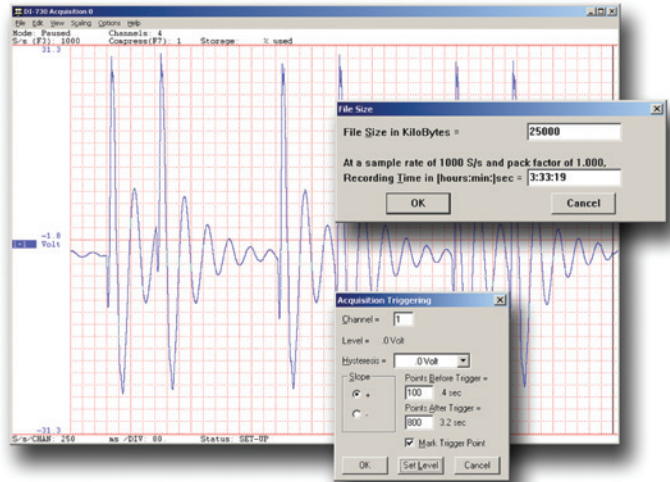 DI-730 Acquisition 0
File Edit View Scaling Options Help
Mode: Paused Channels: 4
S/s (F3): 1000 Compress(F7): 1 Storage: % used
31.3
-1.8
[-] Volt
-31.3
S/s/CHAN: 250 ms /DIV: 80 Status: SET-UP
File Size
File Size in KiloBytes = 25000
At a sample rate of 1000 S/s and pack factor of 1.000,
Recording Time in [hours:min:]sec = 3:33:19
OK Cancel
Acquisition Triggering
Channel = 1
Level = .0 Volt
Hysteresis = .0 Volt
Slope
+
-
Points Before Trigger =
100 .4 sec
Points After Trigger =
800 3.2 sec
Mark Trigger Point
OK Set Level Cancel